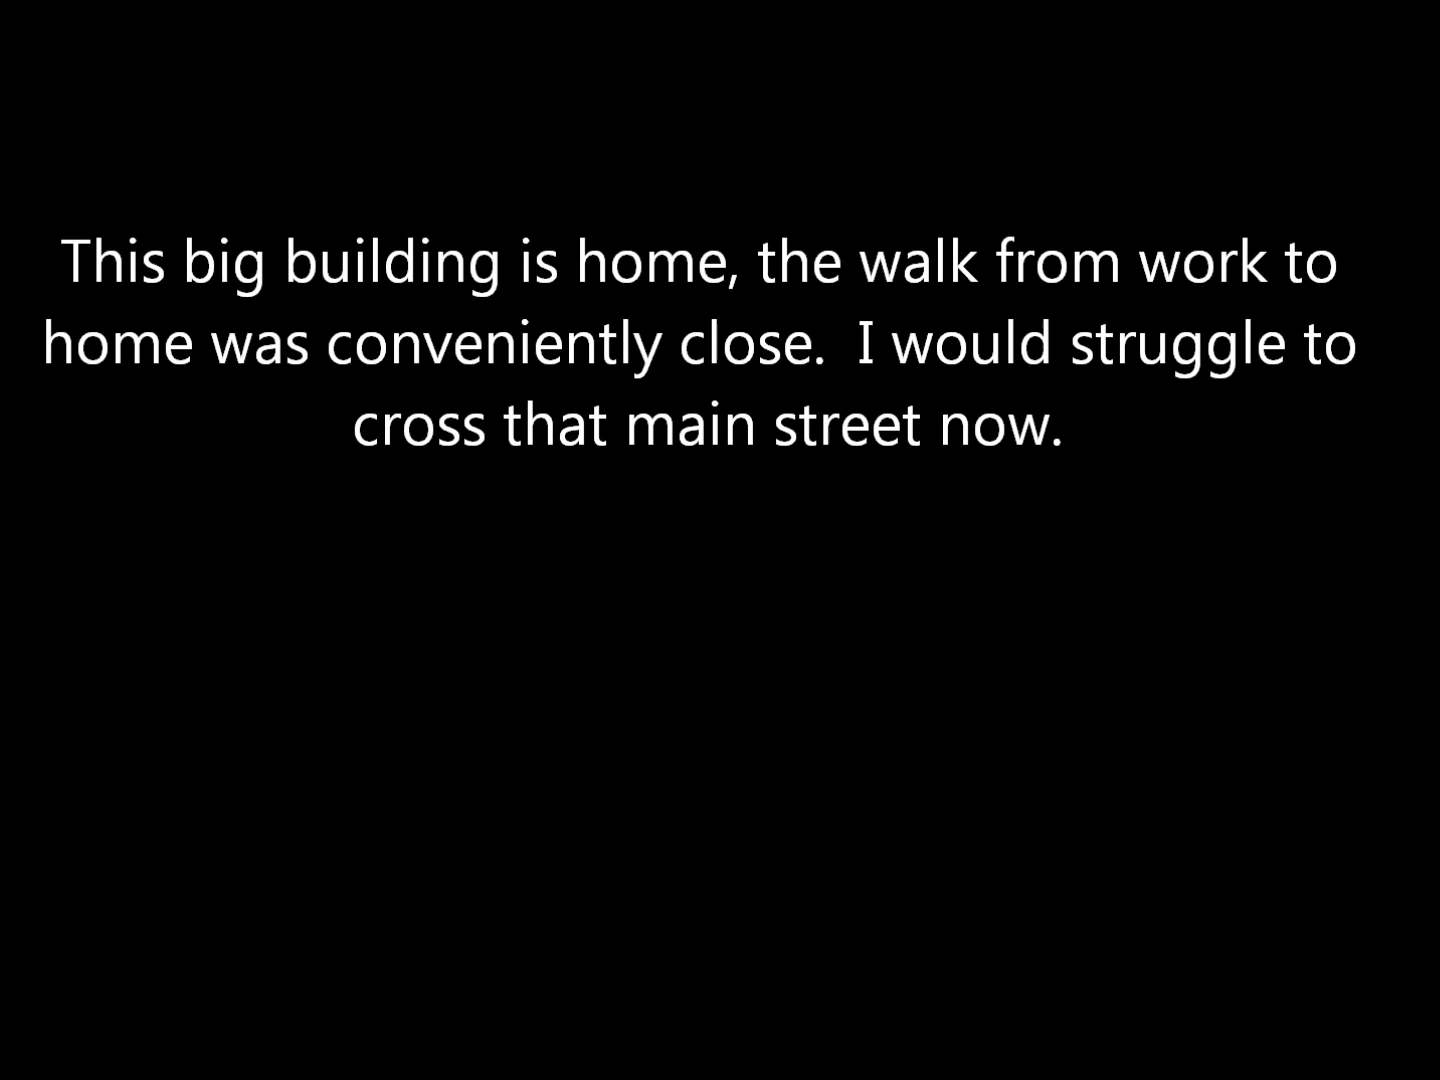 This big building is home, the walk from work to
home was conveniently close.  I would struggle to
cross that main street now.